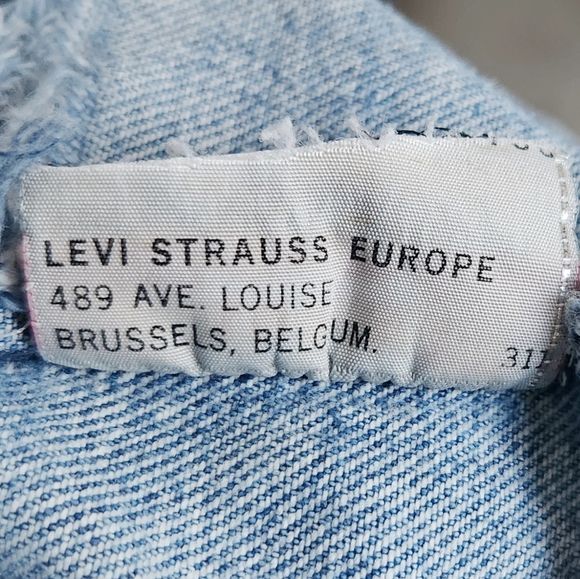 LEVI STRAUSS EUROPE
489 AVE. LOUISE
BRUSSELS, BELGUM.
311